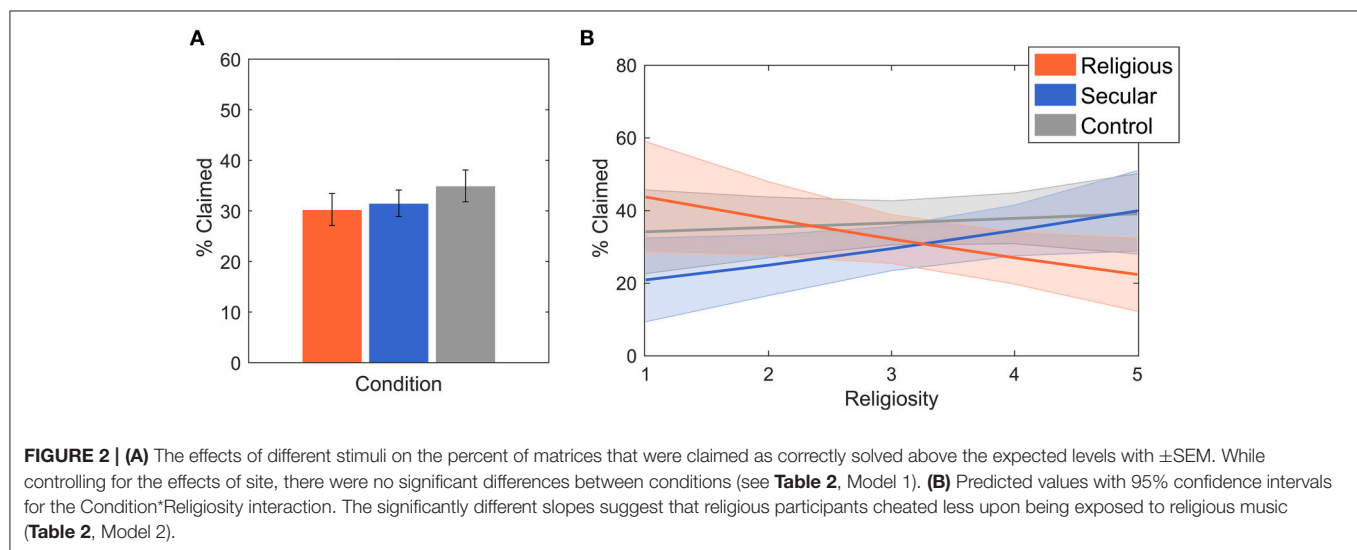 A
60
50
40
30
20
10
0
% Claimed
Condition
B
80
60
40
20
0
% Claimed
1 2 3 4 5
Religiosity
Religious
Secular
Control
FIGURE 2 | (A) The effects of different stimuli on the percent of matrices that were claimed as correctly solved above the expected levels with ±SEM. While
controlling for the effects of site, there were no significant differences between conditions (see Table 2, Model 1). (B) Predicted values with 95% confidence intervals
for the Condition*Religiosity interaction. The significantly different slopes suggest that religious participants cheated less upon being exposed to religious music
(Table 2, Model 2).